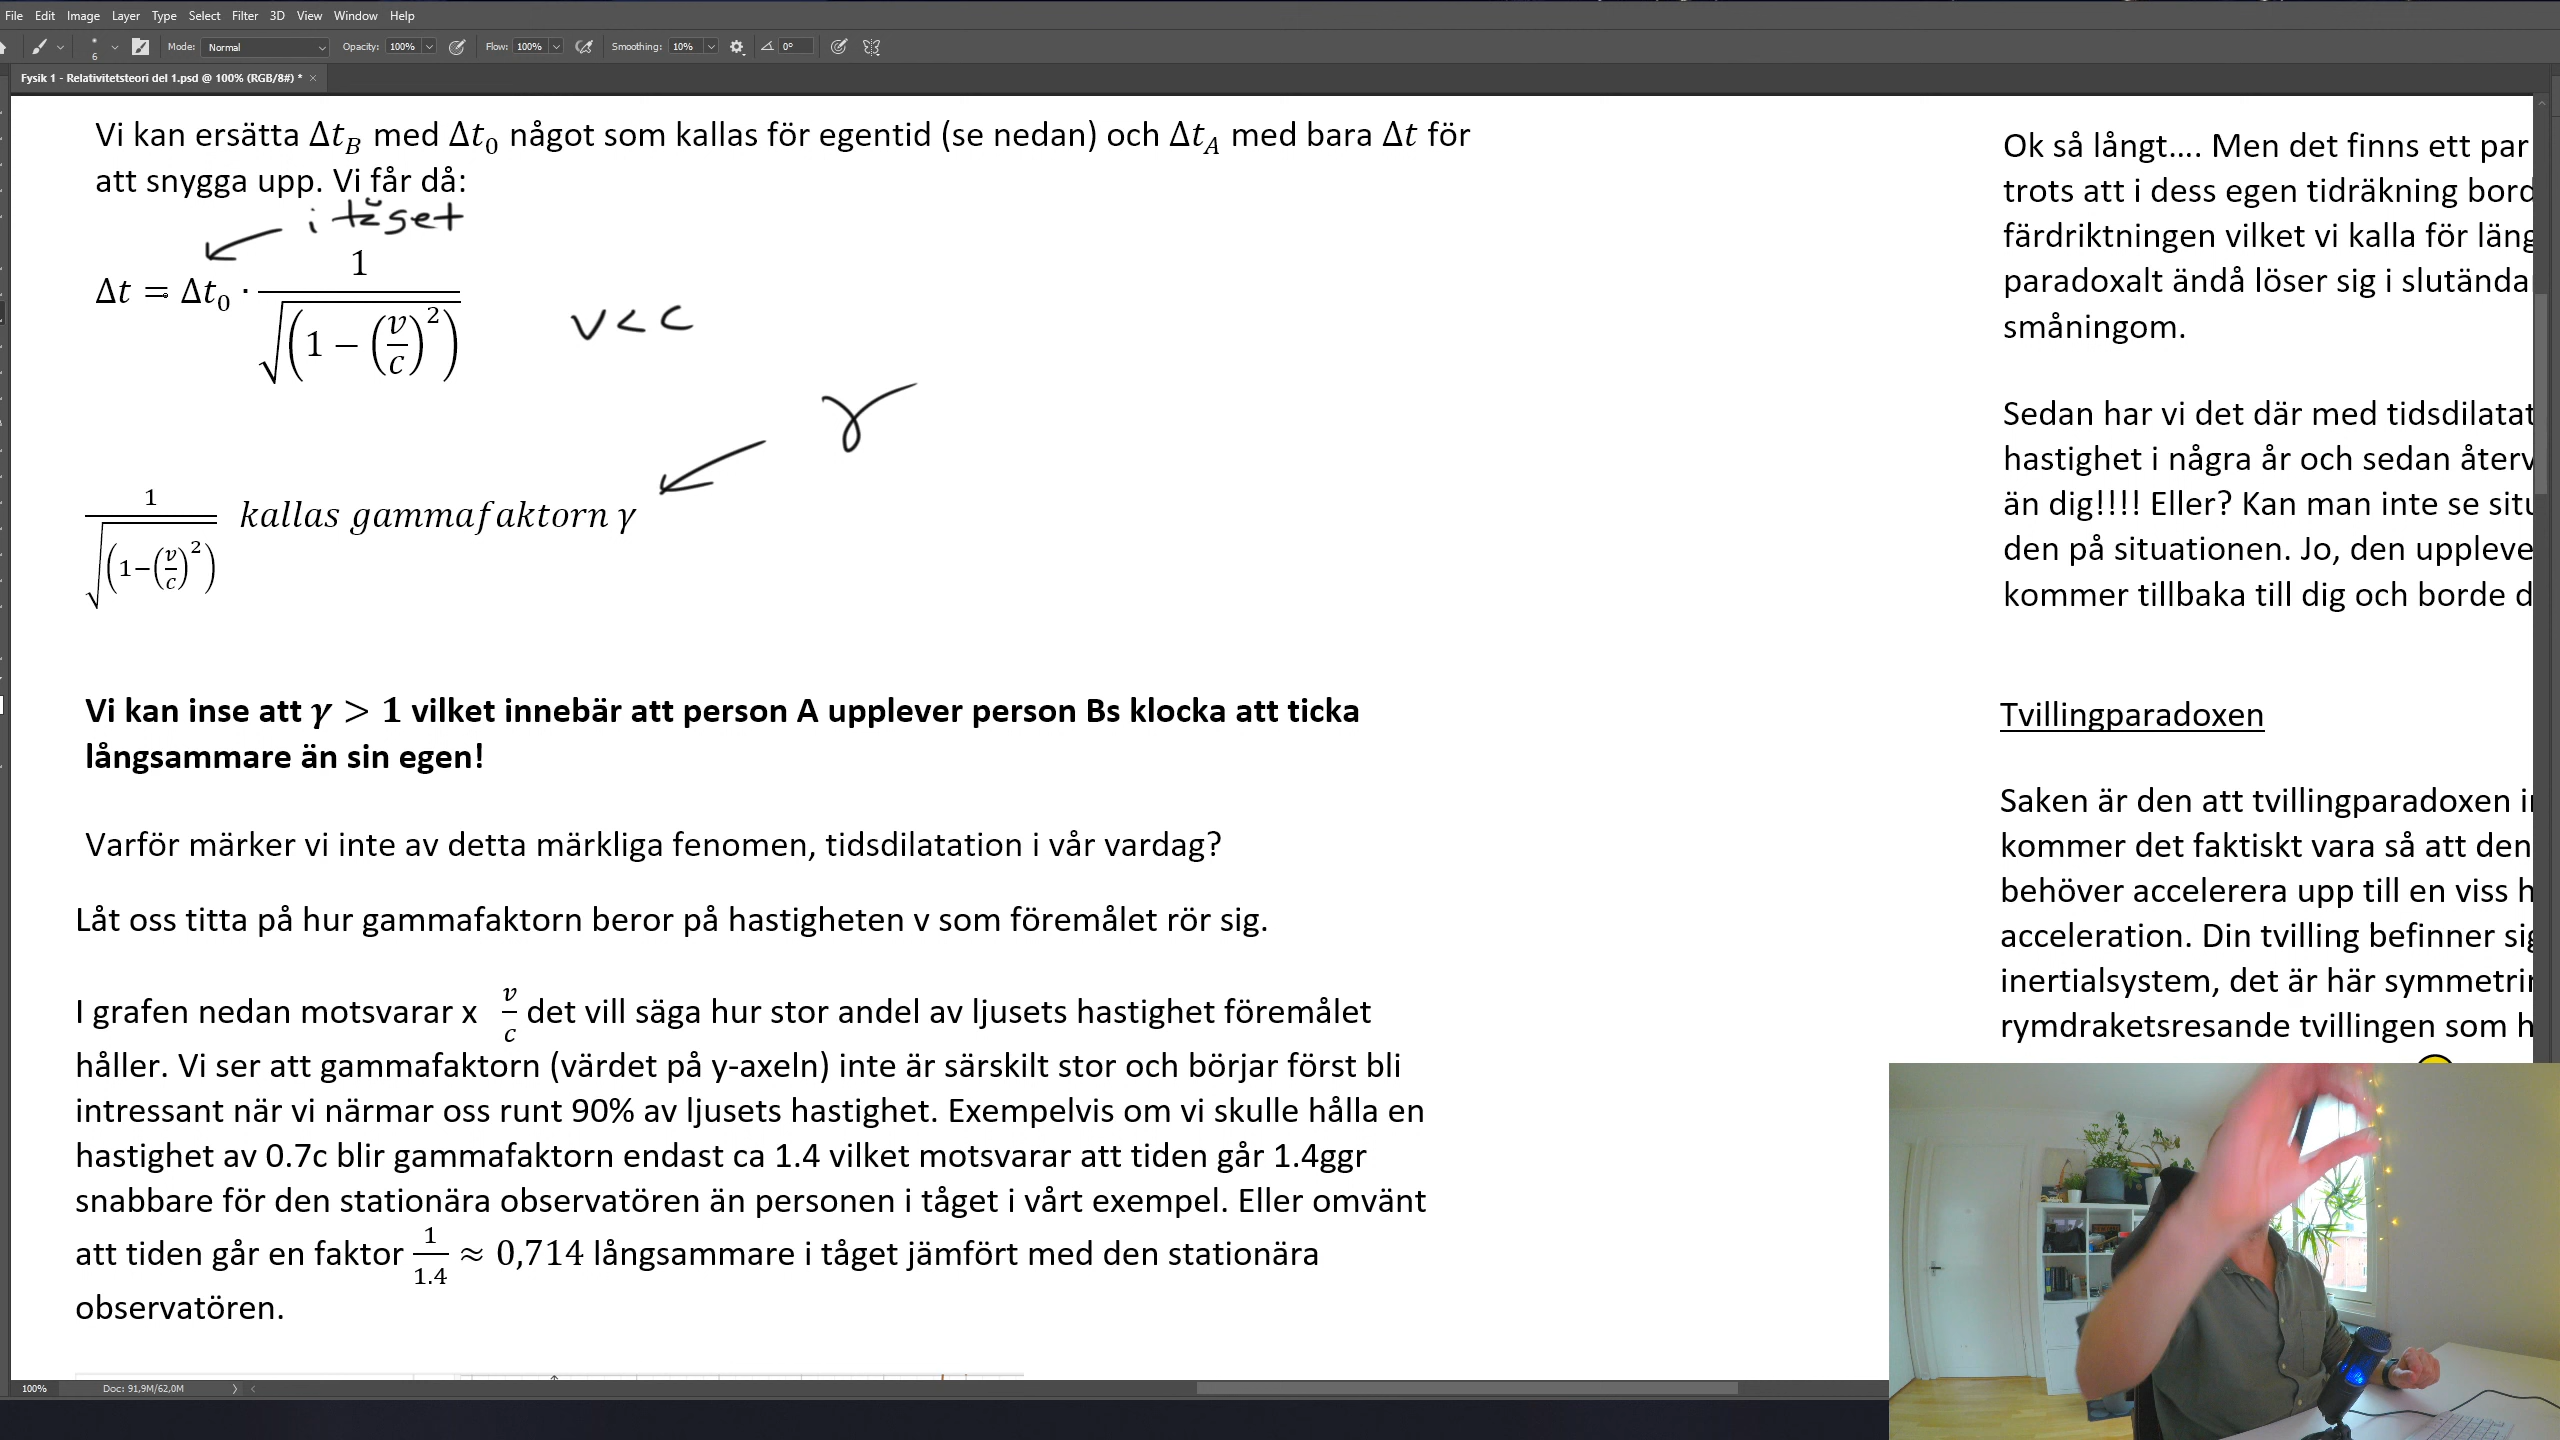 File Edit Image Layer Type Select Filter 3D View Window Help
6 Mode: Normal Opacity: 100% Flow: 100% Smoothing: 10% 0°
Fysik 1 - Relativitetsteori del 1.psd @ 100% (RGB/8#) * ×
Vi kan ersätta Δt_B med Δt_0 något som kallas för egentid (se nedan) och Δt_A med bara Δt för
att snygga upp. Vi får då:
i tåget
Δt = Δt_0 · 1/√((1 − (v/c)^2))
v < c
γ
1/√((1−(v/c)^2)) kallas gammafaktorn γ
Vi kan inse att γ > 1 vilket innebär att person A upplever person Bs klocka att ticka
långsammare än sin egen!
Varför märker vi inte av detta märkliga fenomen, tidsdilatation i vår vardag?
Låt oss titta på hur gammafaktorn beror på hastigheten v som föremålet rör sig.
I grafen nedan motsvarar x v/c det vill säga hur stor andel av ljusets hastighet föremålet
håller. Vi ser att gammafaktorn (värdet på y-axeln) inte är särskilt stor och börjar först bli
intressant när vi närmar oss runt 90% av ljusets hastighet. Exempelvis om vi skulle hålla en
hastighet av 0.7c blir gammafaktorn endast ca 1.4 vilket motsvarar att tiden går 1.4ggr
snabbare för den stationära observatören än personen i tåget i vårt exempel. Eller omvänt
att tiden går en faktor 1/1.4 ≈ 0,714 långsammare i tåget jämfört med den stationära
observatören.
Ok så långt.... Men det finns ett par
trots att i dess egen tidräkning bord
färdriktningen vilket vi kalla för läng
paradoxalt ändå löser sig i slutända
småningom.
Sedan har vi det där med tidsdilatat
hastighet i några år och sedan återv
än dig!!!! Eller? Kan man inte se situ
den på situationen. Jo, den uppleve
kommer tillbaka till dig och borde d
Tvillingparadoxen
Saken är den att tvillingparadoxen i
kommer det faktiskt vara så att den
behöver accelerera upp till en viss h
acceleration. Din tvilling befinner sig
inertialsystem, det är här symmetri
rymdraketsresande tvillingen som h
100% Doc: 91,9M/62,0M